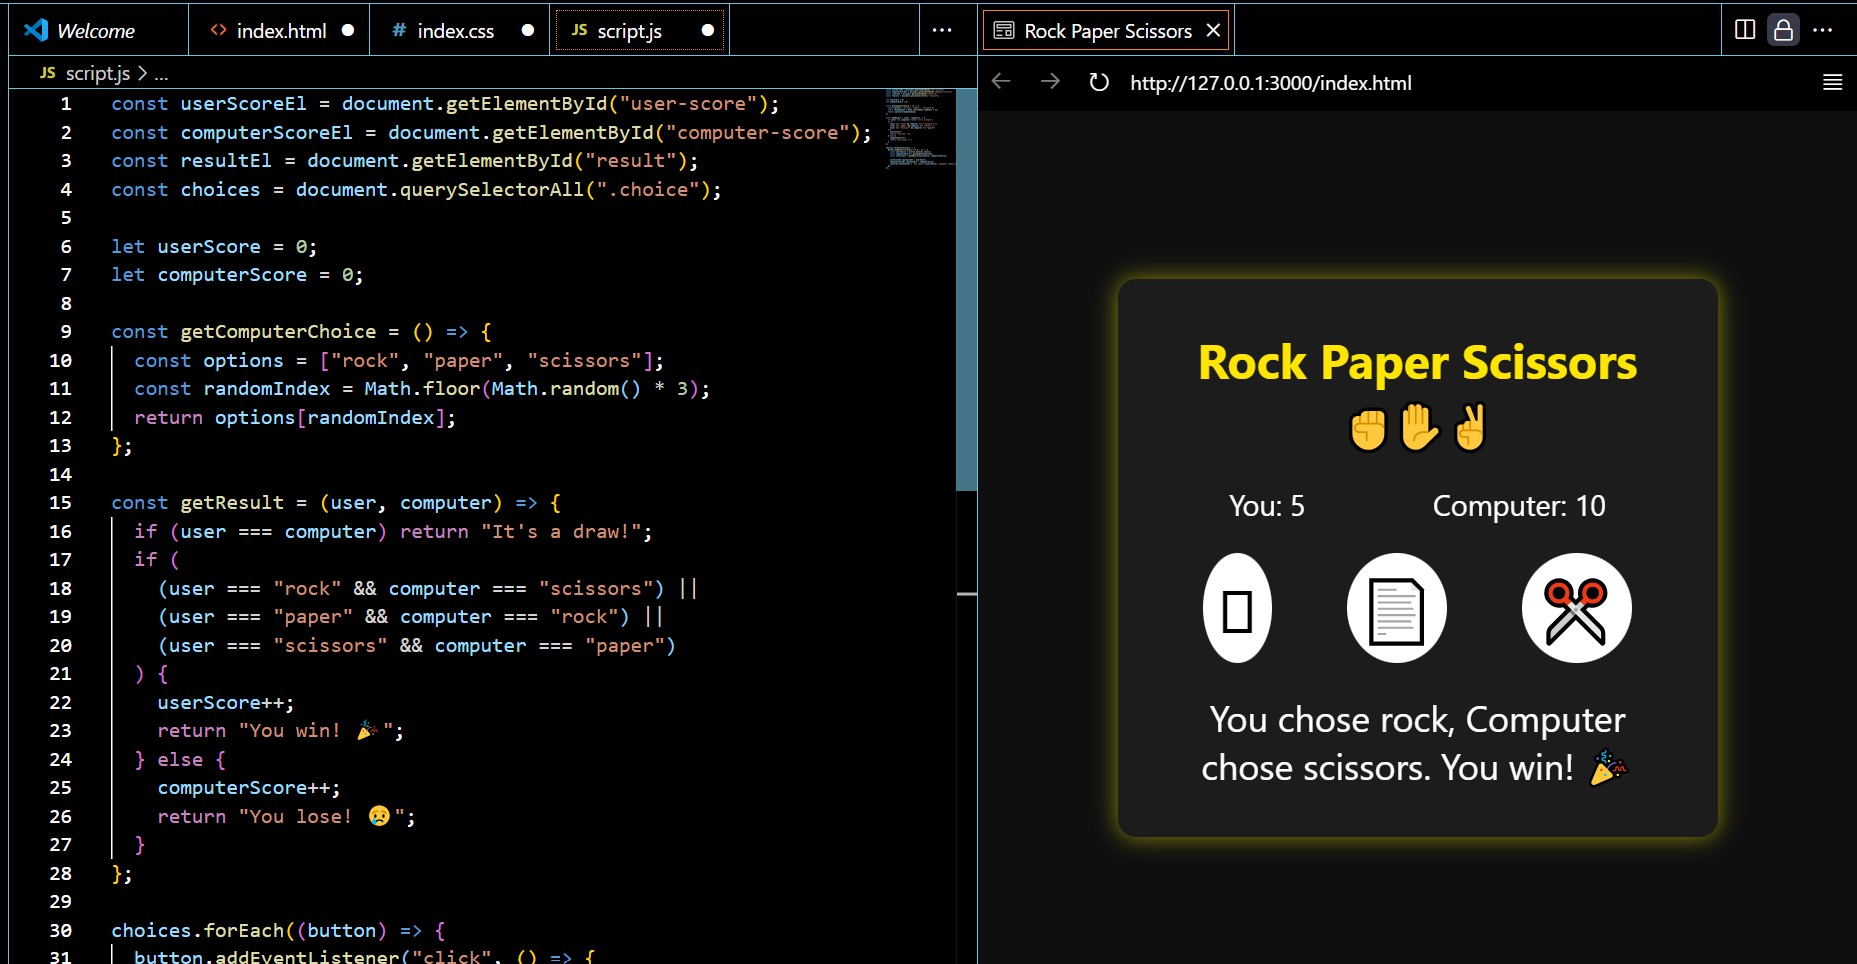 Welcome
index.html
# index.css
JS script.js
...
Rock Paper Scissors
...
JS script.js > ...
http://127.0.0.1:3000/index.html
1 const userScoreEl = document.getElementById("user-score");
2 const computerScoreEl = document.getElementById("computer-score");
3 const resultEl = document.getElementById("result");
4 const choices = document.querySelectorAll(".choice");
5
6 let userScore = 0;
7 let computerScore = 0;
8
9 const getComputerChoice = () => {
10 const options = ["rock", "paper", "scissors"];
11 const randomIndex = Math.floor(Math.random() * 3);
12 return options[randomIndex];
13 };
14
15 const getResult = (user, computer) => {
16 if (user === computer) return "It's a draw!";
17 if (
18 (user === "rock" && computer === "scissors") ||
19 (user === "paper" && computer === "rock") ||
20 (user === "scissors" && computer === "paper")
21 ) {
22 userScore++;
23 return "You win! 🎉";
24 } else {
25 computerScore++;
26 return "You lose! 😢";
27 }
28 };
29
30 choices.forEach((button) => {
31 button.addEventListener("click", () => {
Rock Paper Scissors
✊✋✌
You: 5
Computer: 10
You chose rock, Computer
chose scissors. You win! 🎉